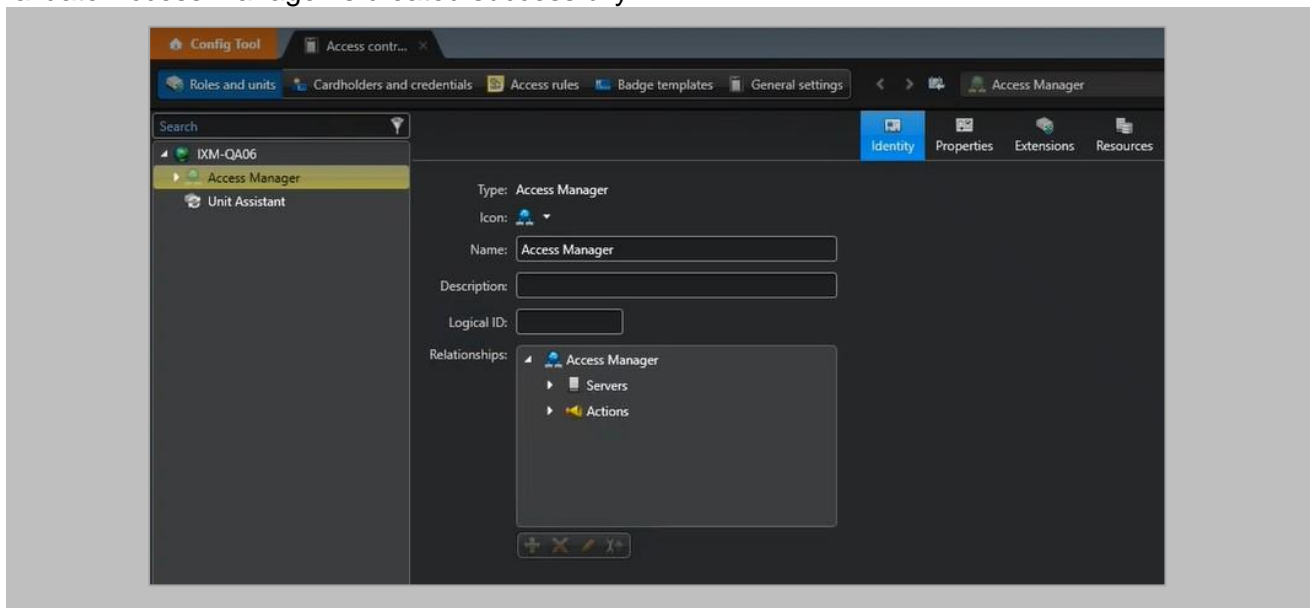 Config Tool
Access contr...
Roles and units
Cardholders and credentials
Access rules
Badge templates
General settings
Access Manager
Search
IXM-QA06
Access Manager
Unit Assistant
Identity
Properties
Extensions
Resources
Type: Access Manager
Icon:
Name: Access Manager
Description:
Logical ID:
Relationships:
Access Manager
Servers
Actions